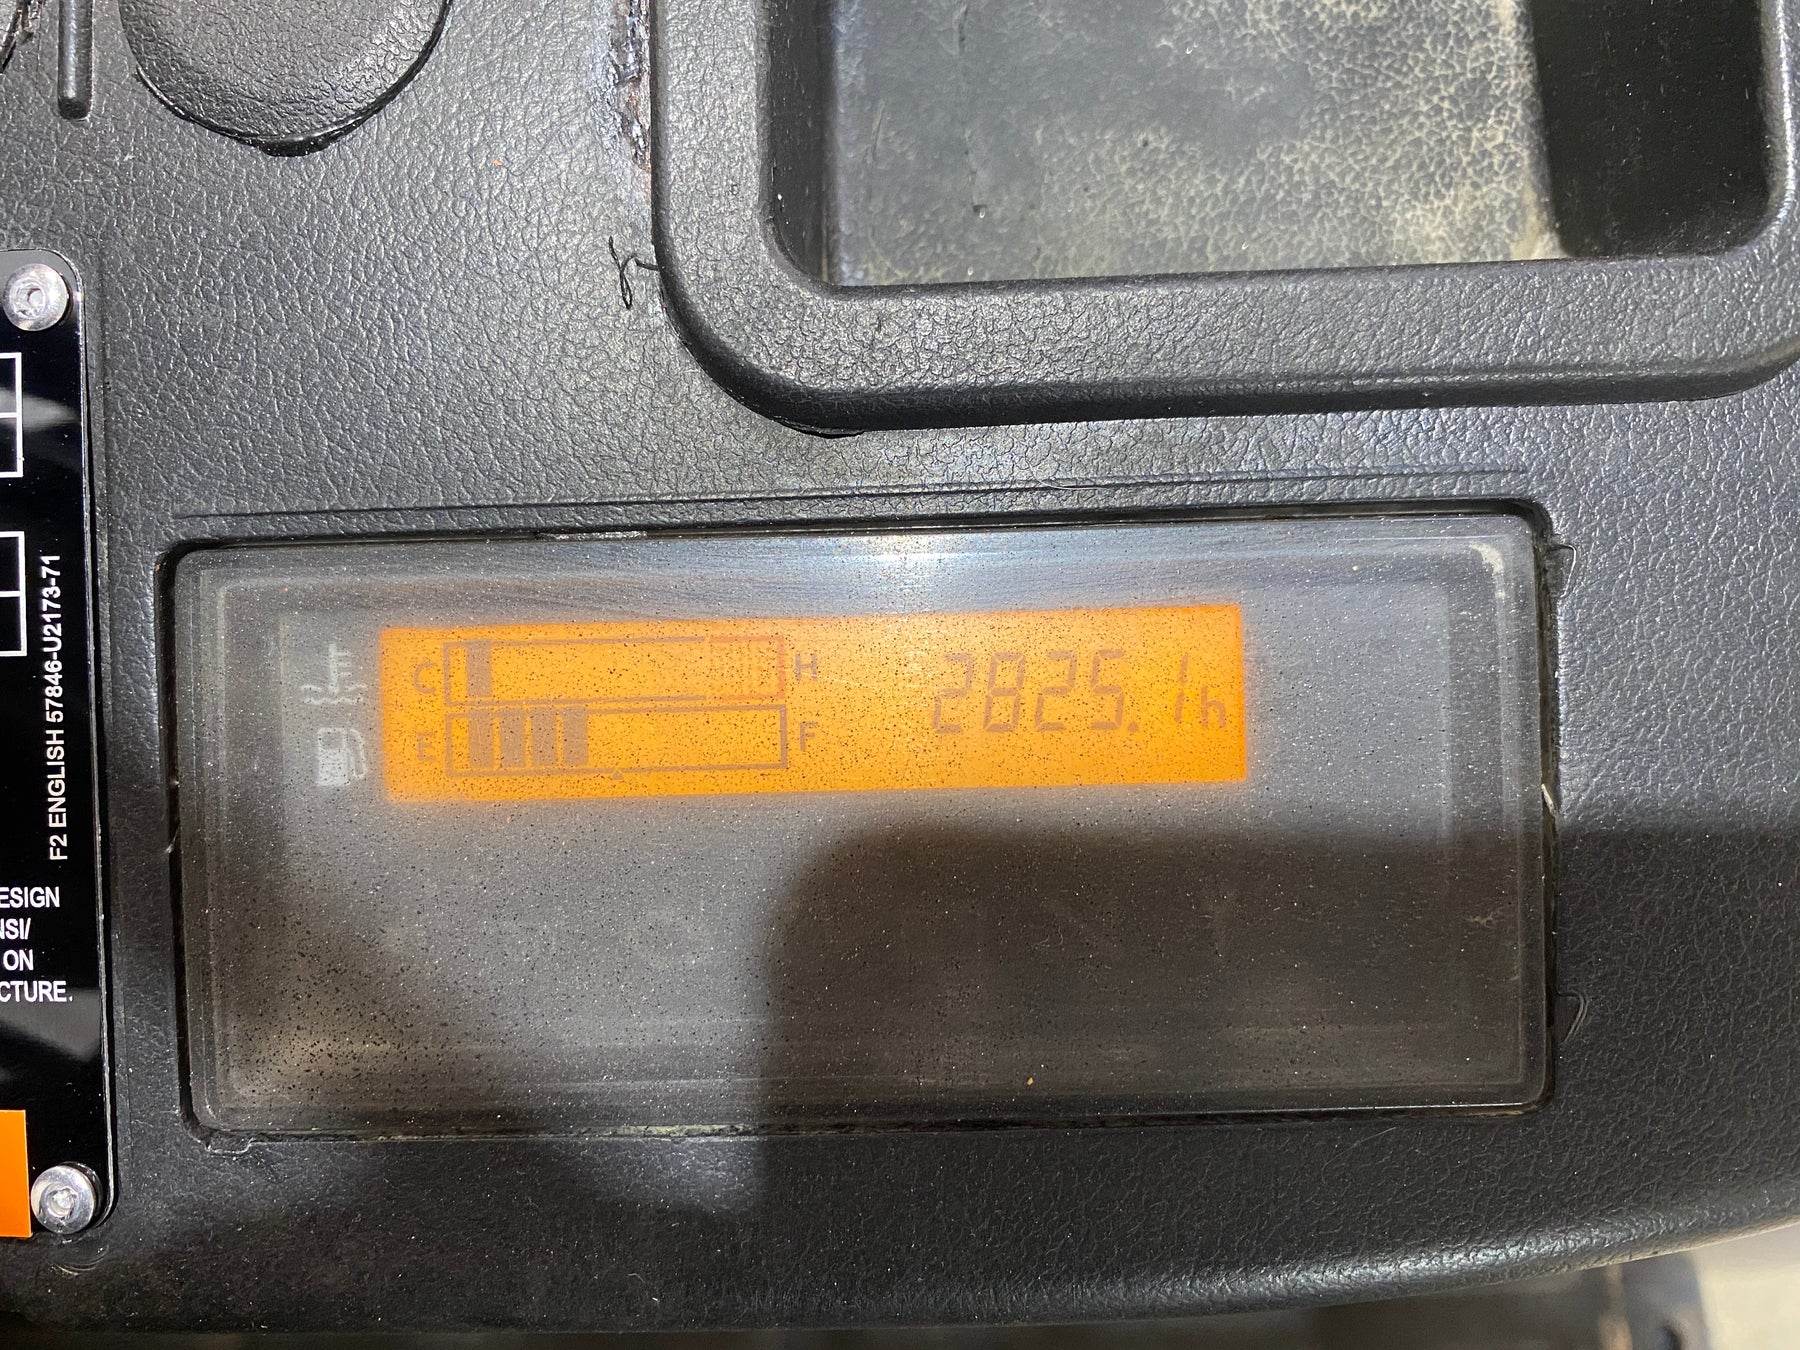 C H 2825.1h
E F
F2 ENGLISH 57846-U2173-71
ESIGN
NSI/
ON
CTURE.